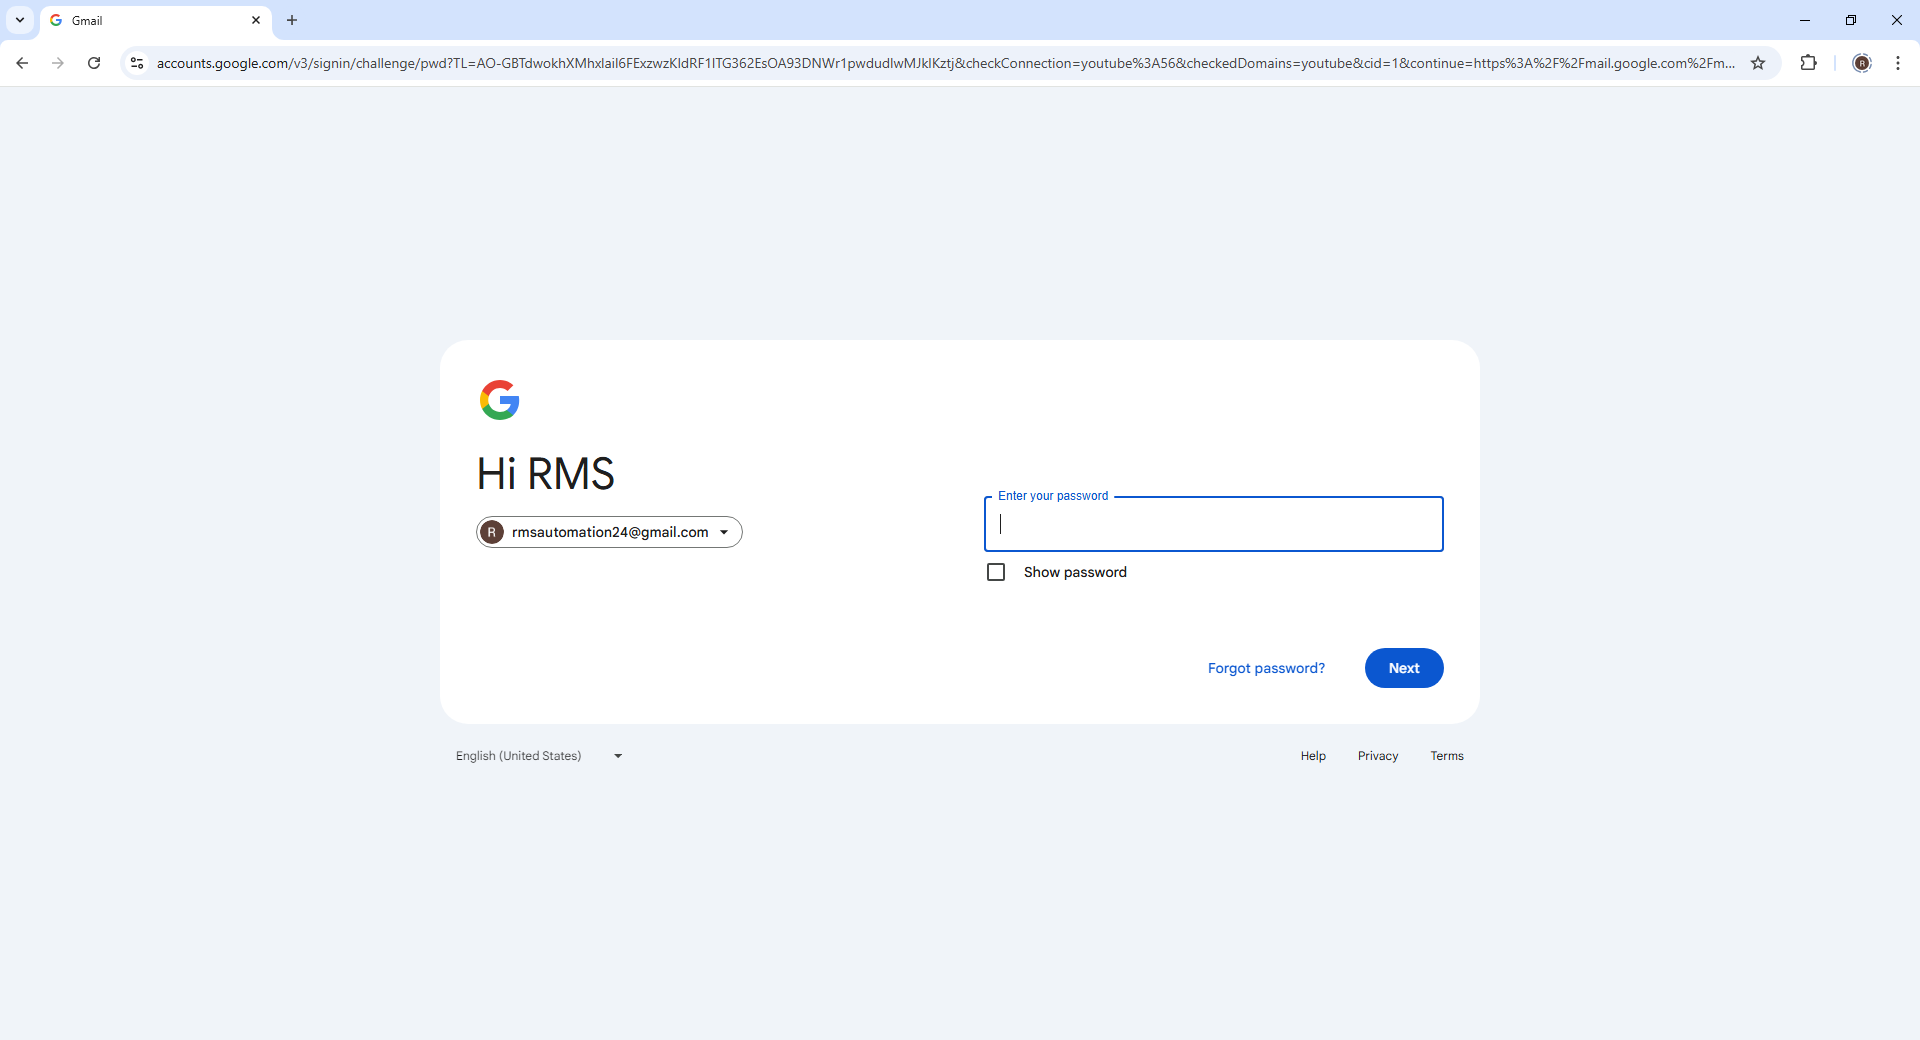 Gmail
accounts.google.com/v3/signin/challenge/pwd?TL=AO-GBTdwokhXMhxlail6FExzwzKldRF1lTG362EsOA93DNWr1pwdudlwMJklKztj&checkConnection=youtube%3A56&checkedDomains=youtube&cid=1&continue=https%3A%2F%2Fmail.google.com%2Fm...
R
Hi RMS
R rmsautomation24@gmail.com
Enter your password
Show password
Forgot password?
Next
English (United States)
Help Privacy Terms